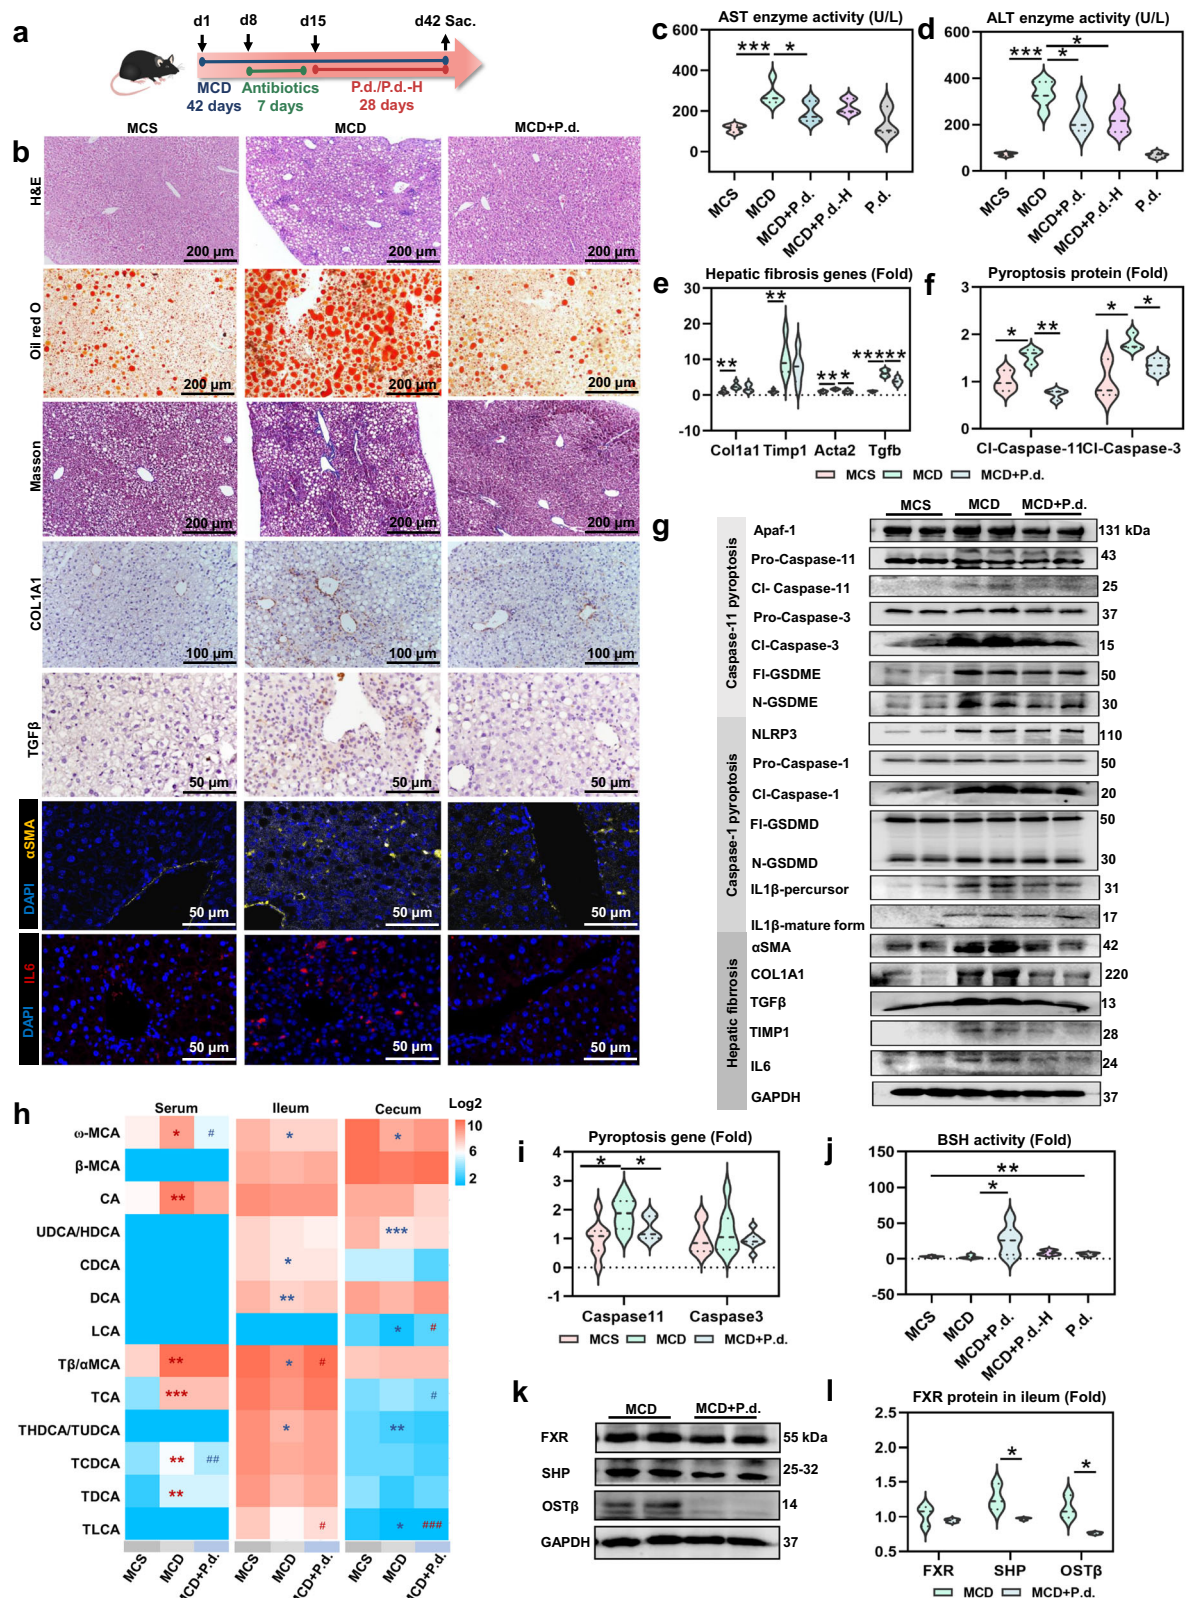 a
d1 d8 d15 d42 Sac.
MCD Antibiotics P.d./P.d.-H
42 days 7 days 28 days
b
MCS MCD MCD+P.d.
H&E
200 µm 200 µm 200 µm
Oil red O
200 µm 200 µm 200 µm
Masson
200 µm 200 µm 200 µm
COL1A1
100 µm 100 µm 100 µm
TGFβ
50 µm 50 µm 50 µm
DAPI αSMA
50 µm 50 µm 50 µm
DAPI IL6
50 µm 50 µm 50 µm
c
AST enzyme activity (U/L)
600
400
200
0
*** *
MCS MCD MCD+P.d. MCD+P.d.-H P.d.
d
ALT enzyme activity (U/L)
600
400
200
0
*** * *
MCS MCD MCD+P.d. MCD+P.d.-H P.d.
e
Hepatic fibrosis genes (Fold)
30
20
10
0
-10
** ** *** ****
Col1a1 Timp1 Acta2 Tgfb
f
Pyroptosis protein (Fold)
3
2
1
0
* ** * *
Cl-Caspase-11 Cl-Caspase-3
MCS MCD MCD+P.d.
g
MCS MCD MCD+P.d.
Caspase-11 pyroptosis
Apaf-1 131 kDa
Pro-Caspase-11 43
Cl- Caspase-11 25
Pro-Caspase-3 37
Cl-Caspase-3 15
Fl-GSDME 50
N-GSDME 30
Caspase-1 pyroptosis
NLRP3 110
Pro-Caspase-1 50
Cl-Caspase-1 20
Fl-GSDMD 50
N-GSDMD 30
IL1β-percursor 31
IL1β-mature form 17
Hepatic fibrrosis
αSMA 42
COL1A1 220
TGFβ 13
TIMP1 28
IL6 24
GAPDH 37
h
Serum Ileum Cecum Log2
10
6
2
ω-MCA * # * *
β-MCA
CA **
UDCA/HDCA ***
CDCA *
DCA **
LCA * #
Tβ/αMCA ** * #
TCA *** #
THDCA/TUDCA * **
TCDCA ** ##
TDCA **
TLCA # * ###
MCS MCD MCD+P.d. MCS MCD MCD+P.d. MCS MCD MCD+P.d.
i
Pyroptosis gene (Fold)
4
3
2
1
0
-1
* *
Caspase11 Caspase3
MCS MCD MCD+P.d.
j
BSH activity (Fold)
150
100
50
0
-50
**
*
MCS MCD MCD+P.d. MCD+P.d.-H P.d.
k
MCD MCD+P.d.
FXR 55 kDa
SHP 25-32
OSTβ 14
GAPDH 37
l
FXR protein in ileum (Fold)
2.5
2.0
1.5
1.0
0.5
* *
FXR SHP OSTβ
MCD MCD+P.d.